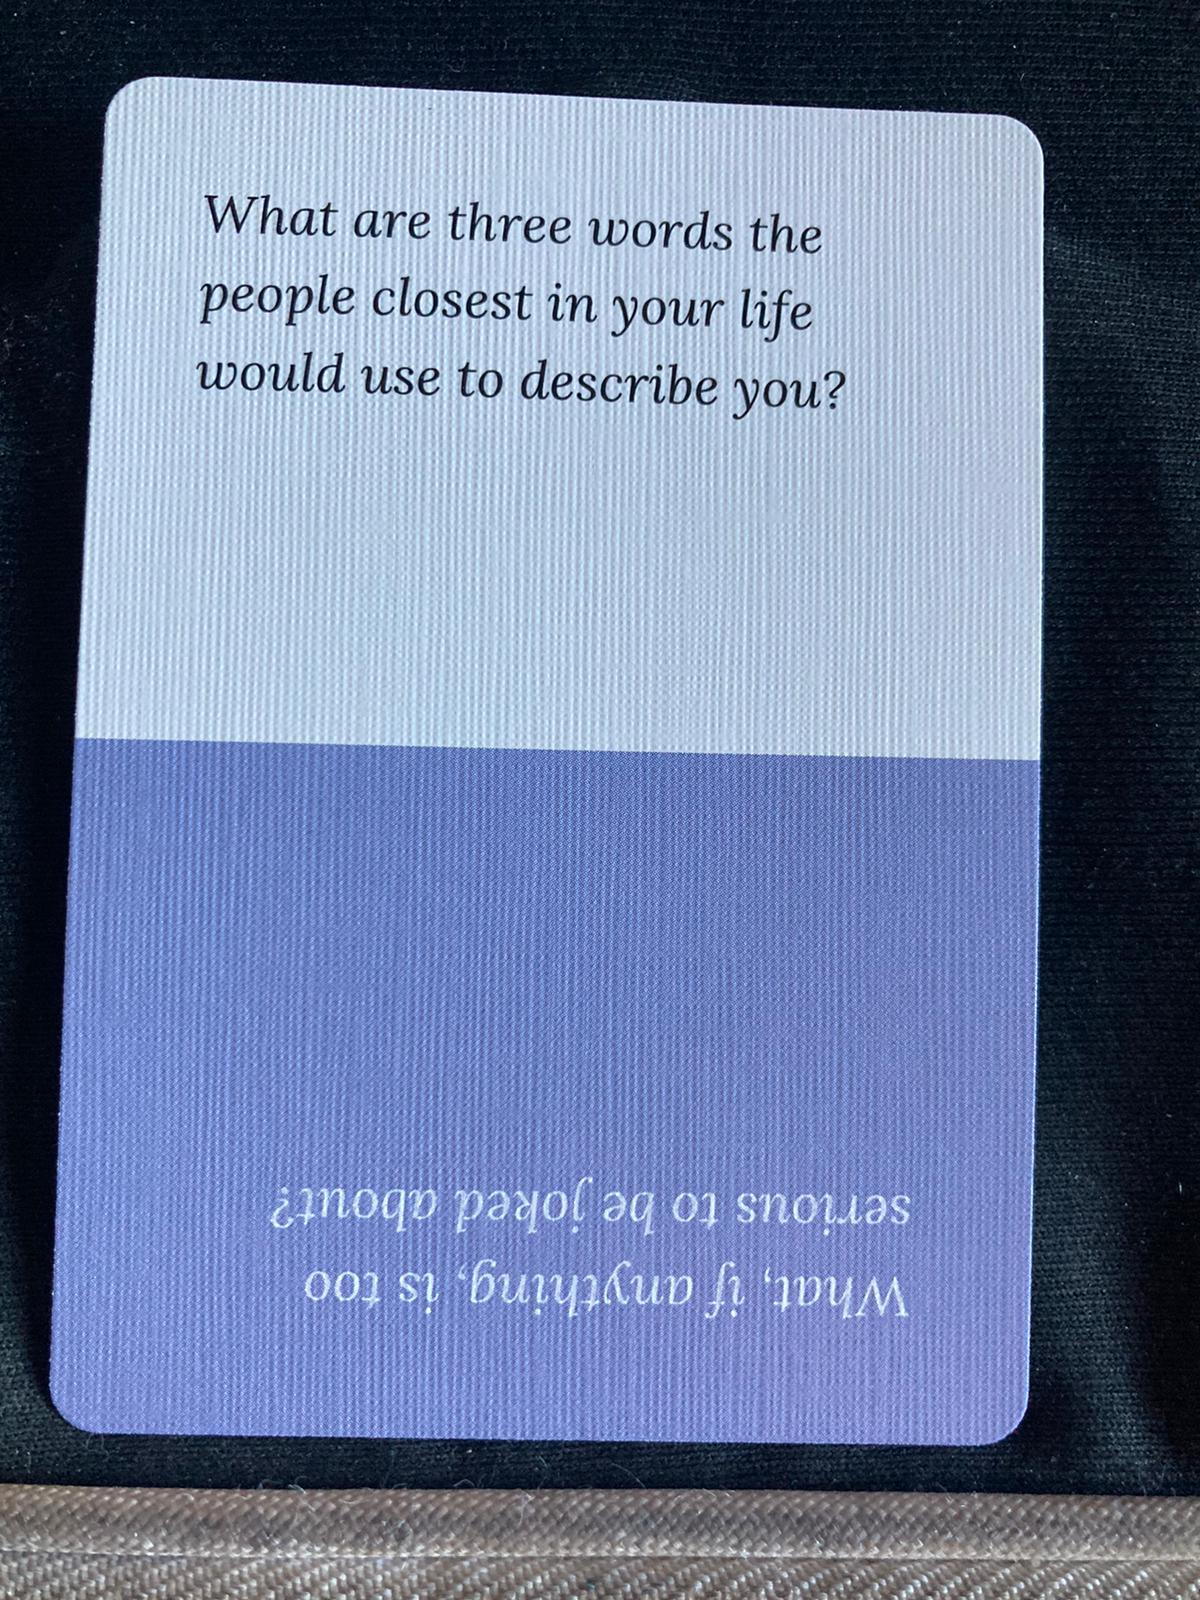 What are three words the
people closest in your life
would use to describe you?
What, if anything, is too
serious to be joked about?